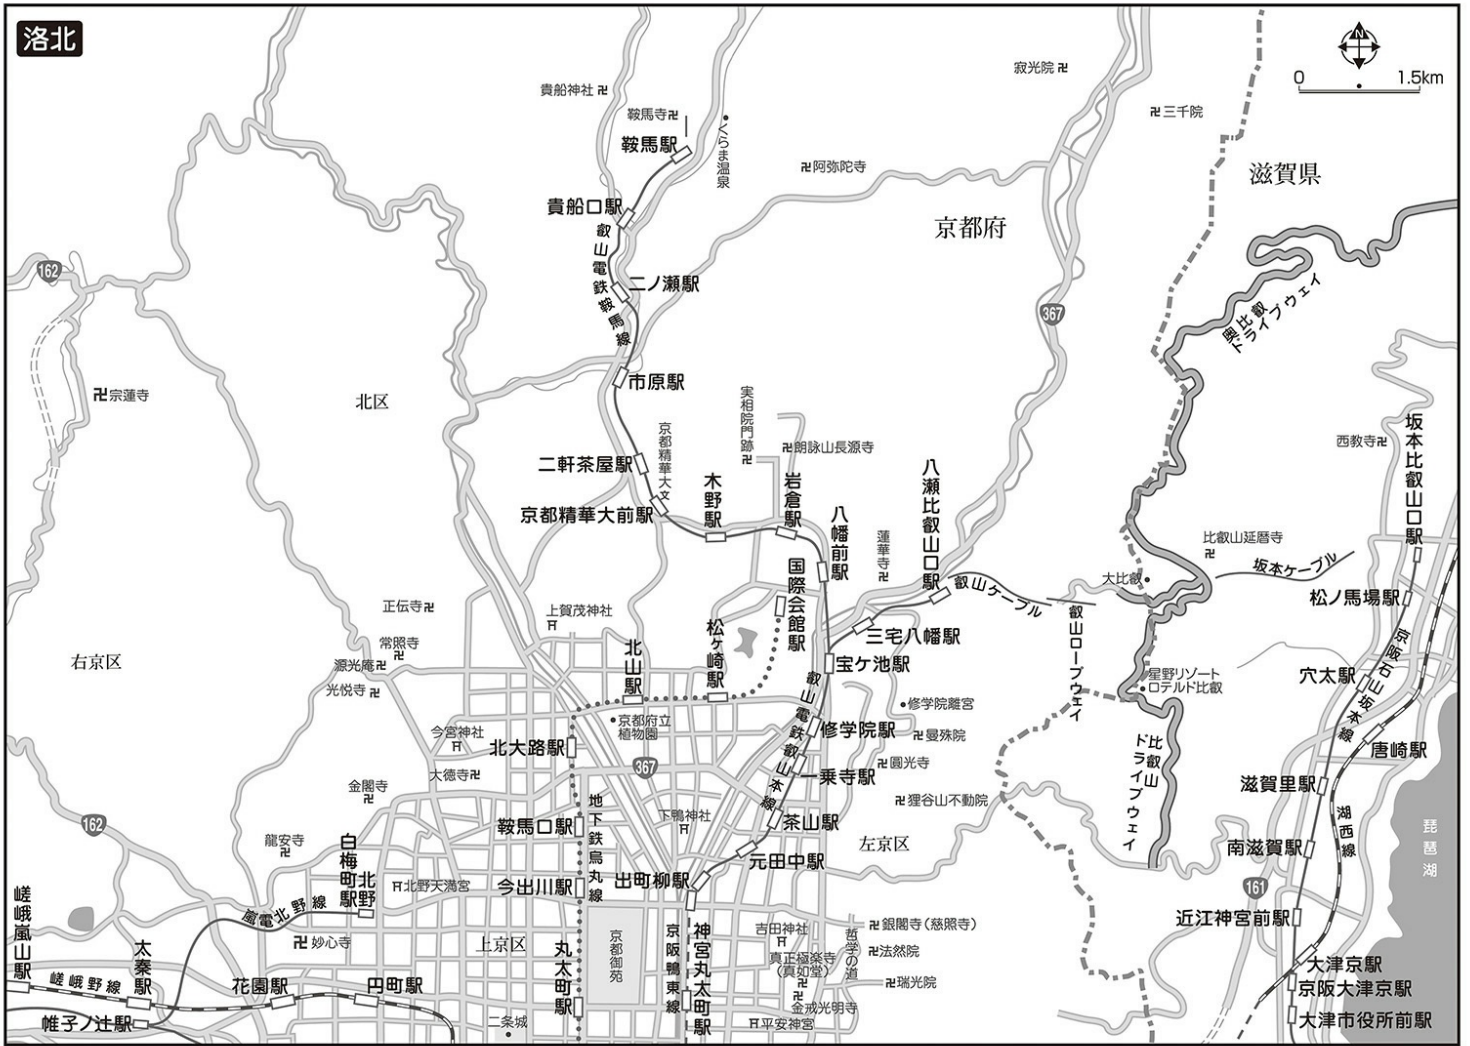 洛北
N
0 1.5km
寂光院
三千院
貴船神社
鞍馬寺
鞍馬駅
くらま温泉
阿弥陀寺
滋賀県
京都府
貴船口駅
叡山電鉄鞍馬線
二ノ瀬駅
162
367
奥比叡
ドライブウェイ
市原駅
宗蓮寺
北区
実相院門跡
朗詠山長源寺
西教寺
坂本比叡山口駅
二軒茶屋駅
京都精華大
京都精華大前駅
木野駅
岩倉駅
八幡前駅
八瀬比叡山口駅
蓮華寺
国際会館駅
比叡山延暦寺
坂本ケーブル
大比叡
叡山ケーブル
叡山ロープウェイ
松ノ馬場駅
正伝寺
上賀茂神社
三宅八幡駅
常照寺
源光庵
光悦寺
右京区
北山駅
松ヶ崎駅
宝ケ池駅
京阪石山坂本線
穴太駅
星野リゾート
ロテルド比叡
修学院離宮
叡山電鉄叡山本線
京都府立
植物園
今宮神社
北大路駅
修学院駅
曼殊院
比叡山
ドライブウェイ
唐崎駅
大徳寺
367
一乗寺駅
圓光寺
滋賀里駅
金閣寺
狸谷山不動院
地下鉄烏丸線
下鴨神社
茶山駅
162
鞍馬口駅
湖西線
琵琶湖
龍安寺
北野
白梅町駅
元田中駅
左京区
南滋賀駅
北野天満宮
今出川駅
出町柳駅
161
嵯峨嵐山駅
嵐電北野線
近江神宮前駅
銀閣寺(慈照寺)
吉田神社
哲学の道
妙心寺
上京区
京都御苑
京阪鴨東線
神宮丸太町駅
法然院
真正極楽寺
(真如堂)
大津京駅
太秦駅
丸太町駅
瑞光院
嵯峨野線
花園駅
円町駅
京阪大津京駅
金戒光明寺
帷子ノ辻駅
二条城
平安神宮
大津市役所前駅